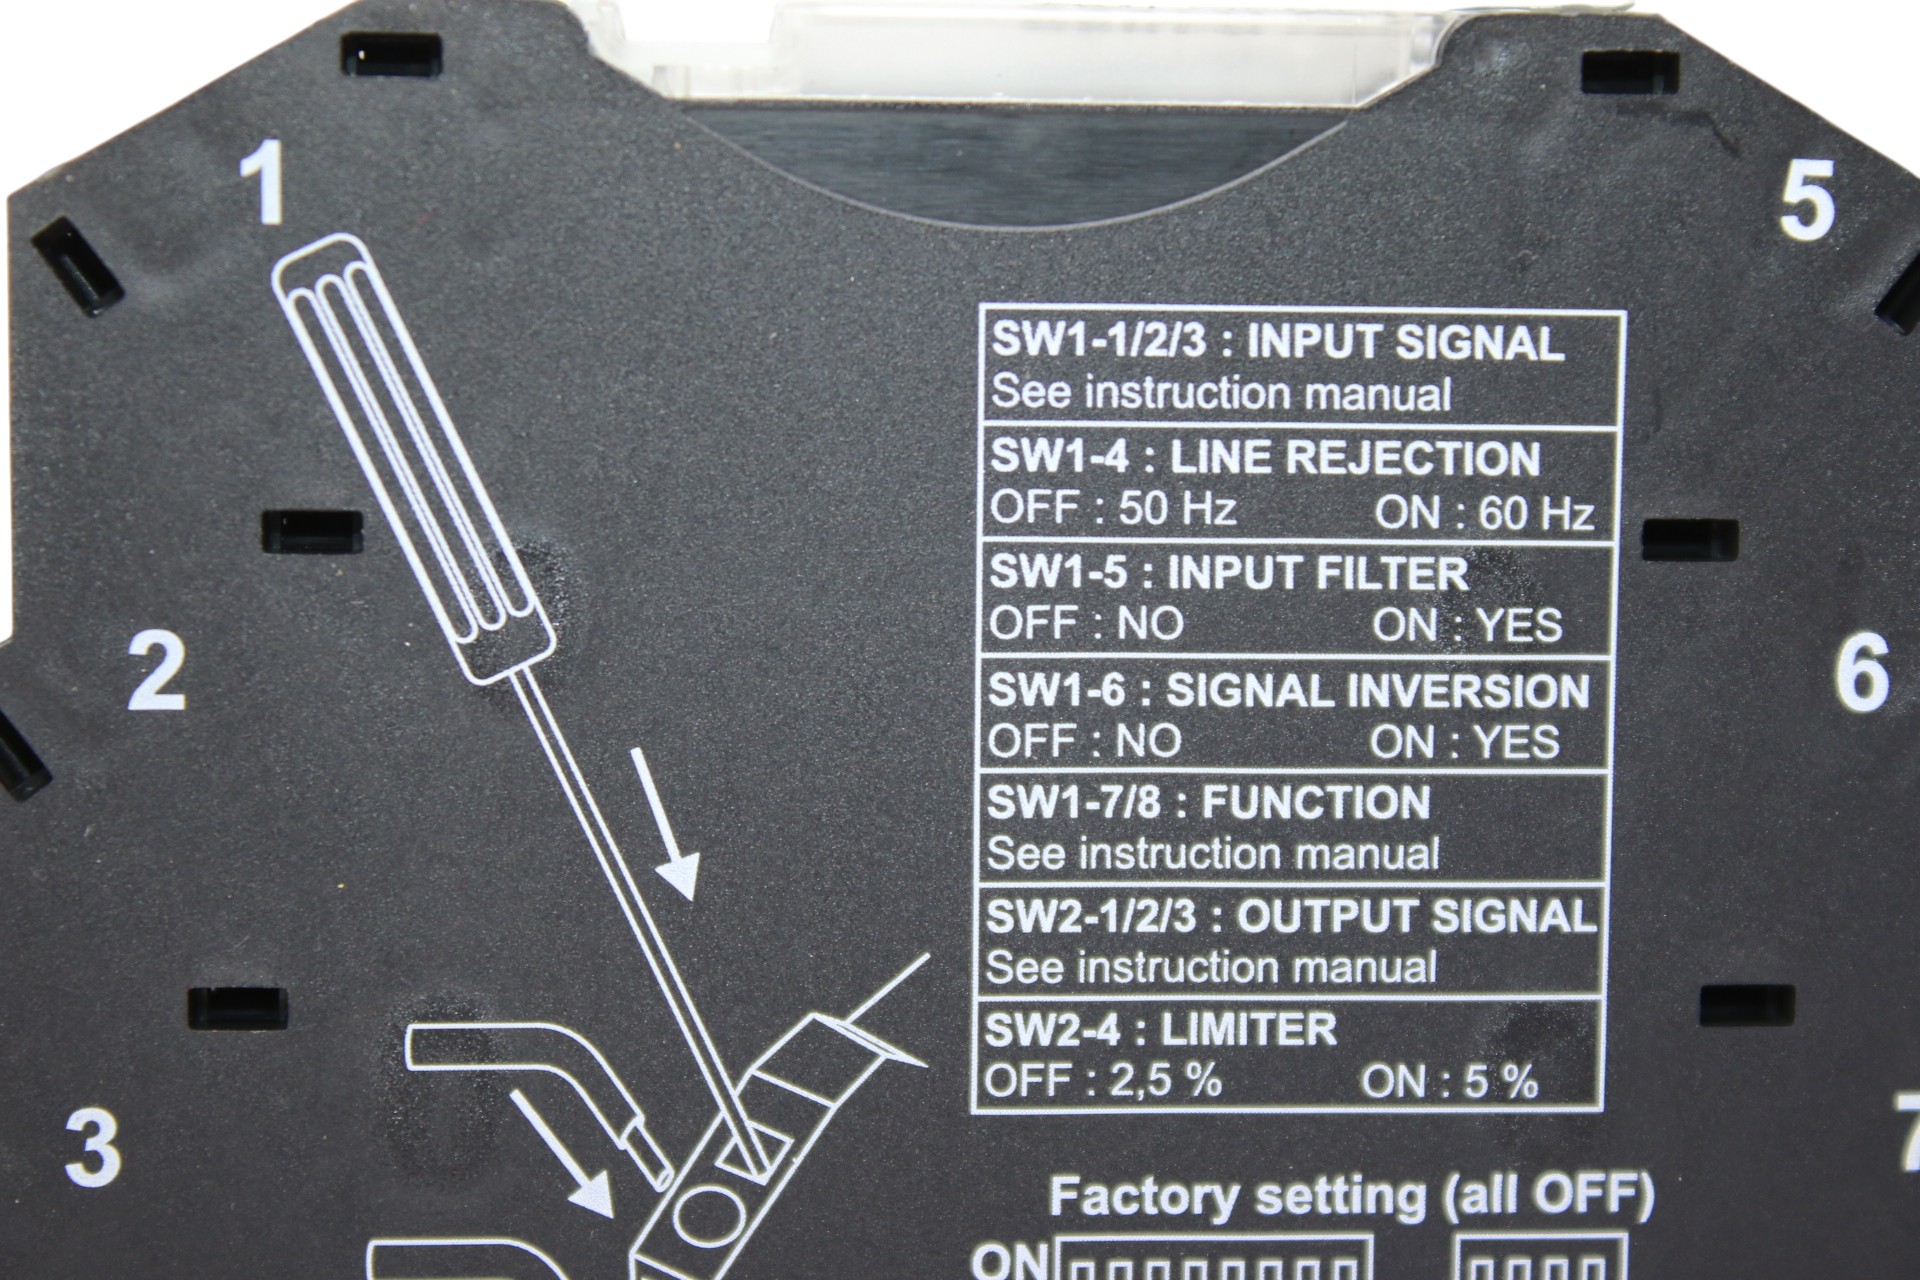 1
5
SW1-1/2/3 : INPUT SIGNAL
See instruction manual
SW1-4 : LINE REJECTION
OFF : 50 Hz ON : 60 Hz
SW1-5 : INPUT FILTER
OFF : NO ON : YES
2
6
SW1-6 : SIGNAL INVERSION
OFF : NO ON : YES
SW1-7/8 : FUNCTION
See instruction manual
SW2-1/2/3 : OUTPUT SIGNAL
See instruction manual
SW2-4 : LIMITER
OFF : 2,5 % ON : 5 %
3
7
Factory setting (all OFF)
ON